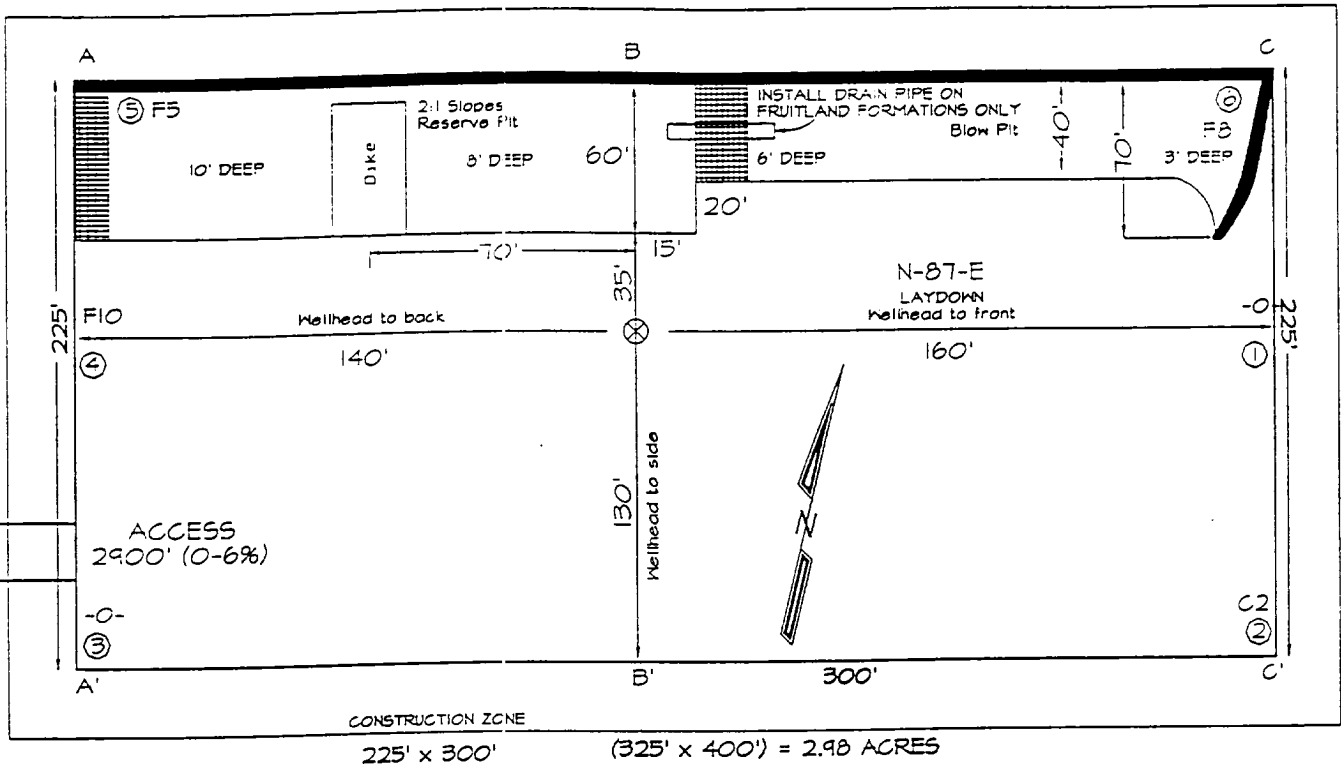 A
B
C
⑤ F5
2:1 Slopes
Reserve Pit
INSTALL DRAIN PIPE ON
FRUITLAND FORMATIONS ONLY
Blow Pit
⑥
F8
10' DEEP
Dike
8' DEEP
60'
6' DEEP
40'
70'
3' DEEP
20'
70'
15'
35'
N-87-E
LAYDOWN
Wellhead to front
225'
F10
Wellhead to back
-0-
225'
④
140'
160'
①
130'
Wellhead to side
N
ACCESS
2900' (0-6%)
-0-
③
C2
②
A'
B'
300'
C'
CONSTRUCTION ZONE
225' x 300' (325' x 400') = 2.98 ACRES